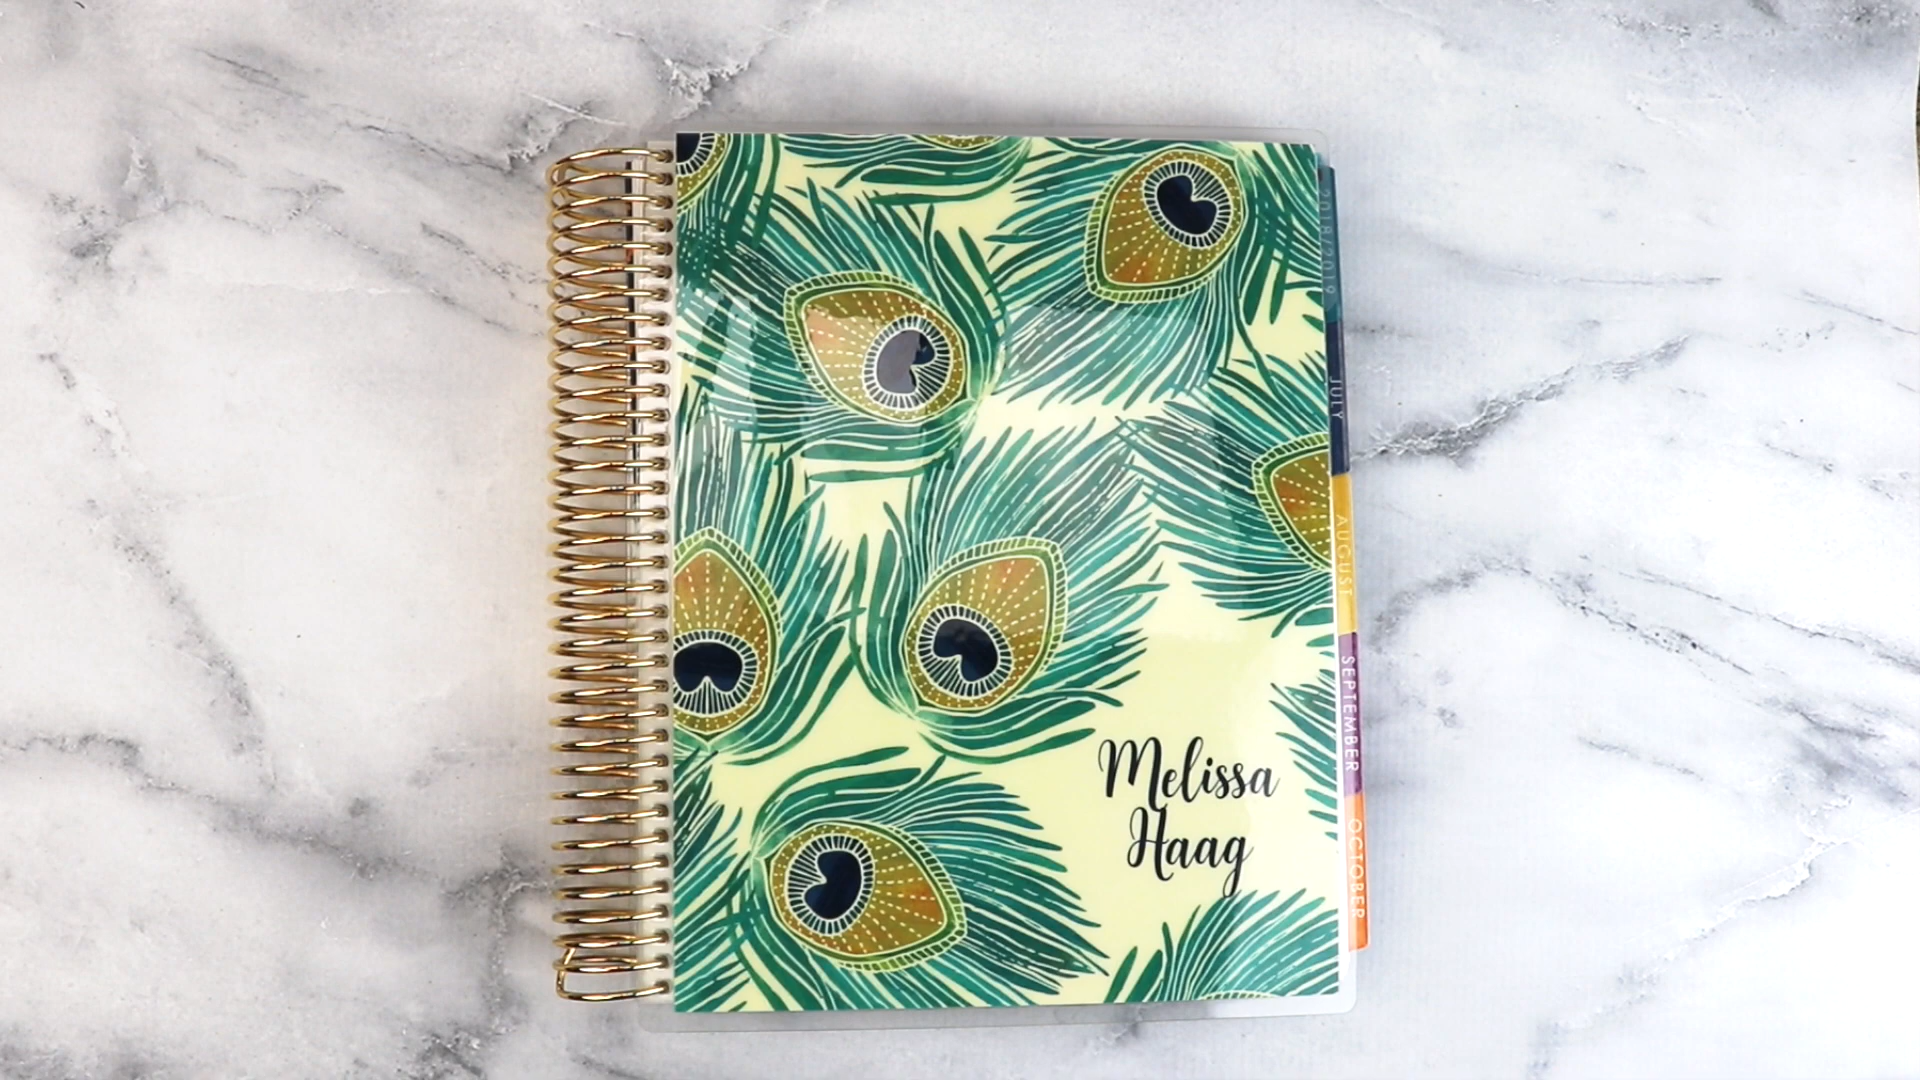 Melissa
Haag
2018/2019
JULY
AUGUST
SEPTEMBER
OCTOBER